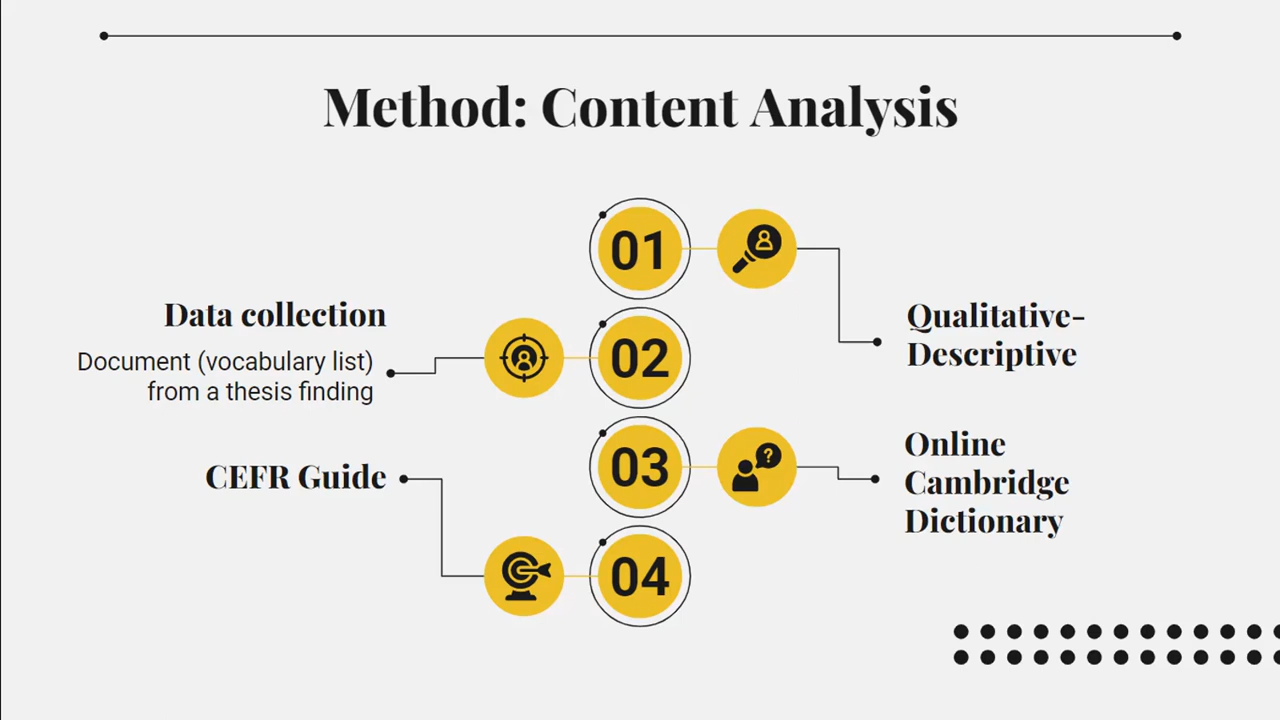 Method: Content Analysis
01
Qualitative-
Descriptive
02
Data collection
Document (vocabulary list)
from a thesis finding
03
?
Online
Cambridge
Dictionary
04
CEFR Guide